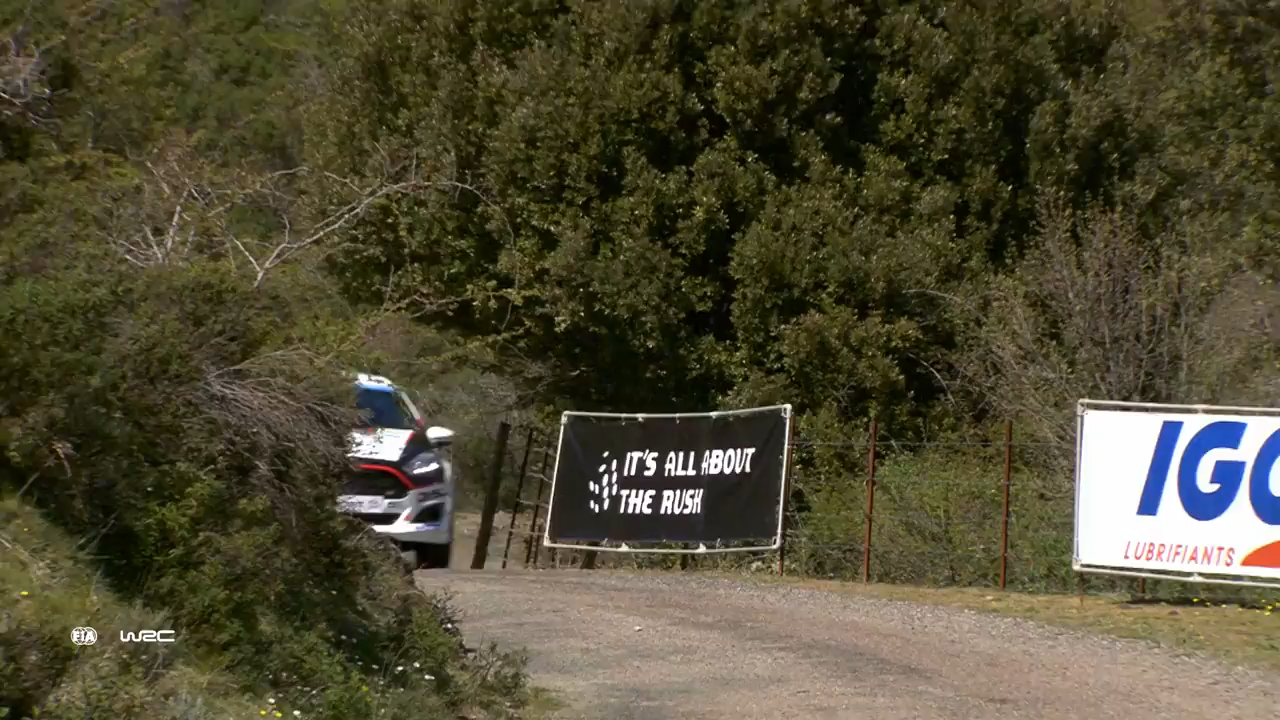 IT'S ALL ABOUT
THE RUSH
IGO
LUBRIFIANTS
FIA WRC